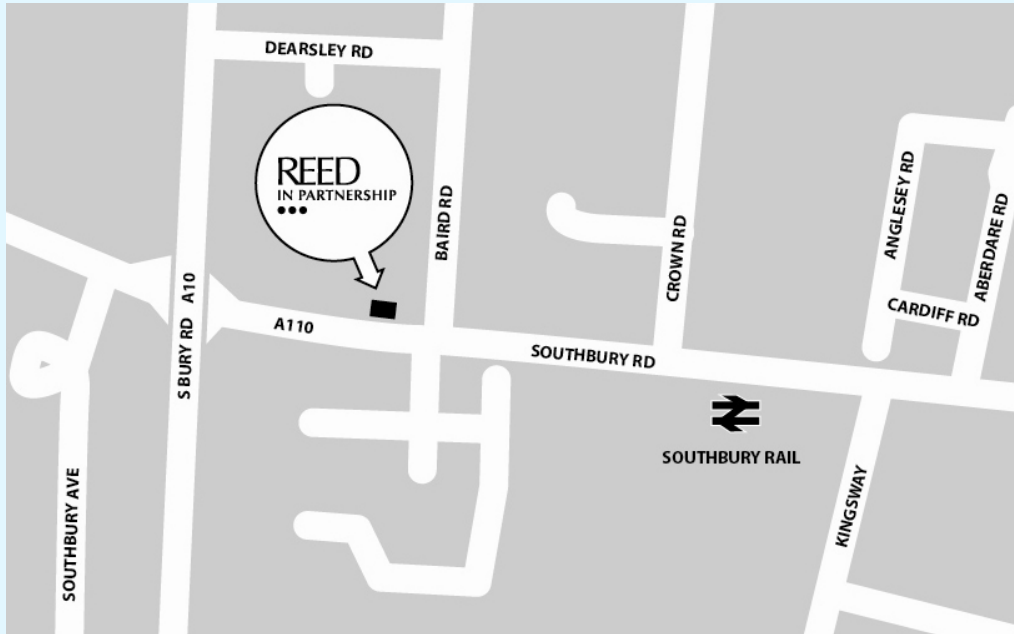 DEARSLEY RD
REED
IN PARTNERSHIP
BAIRD RD
CROWN RD
ANGLESEY RD
ABERDARE RD
CARDIFF RD
S BURY RD A10
A110
SOUTHBURY RD
SOUTHBURY RAIL
SOUTHBURY AVE
KINGSWAY